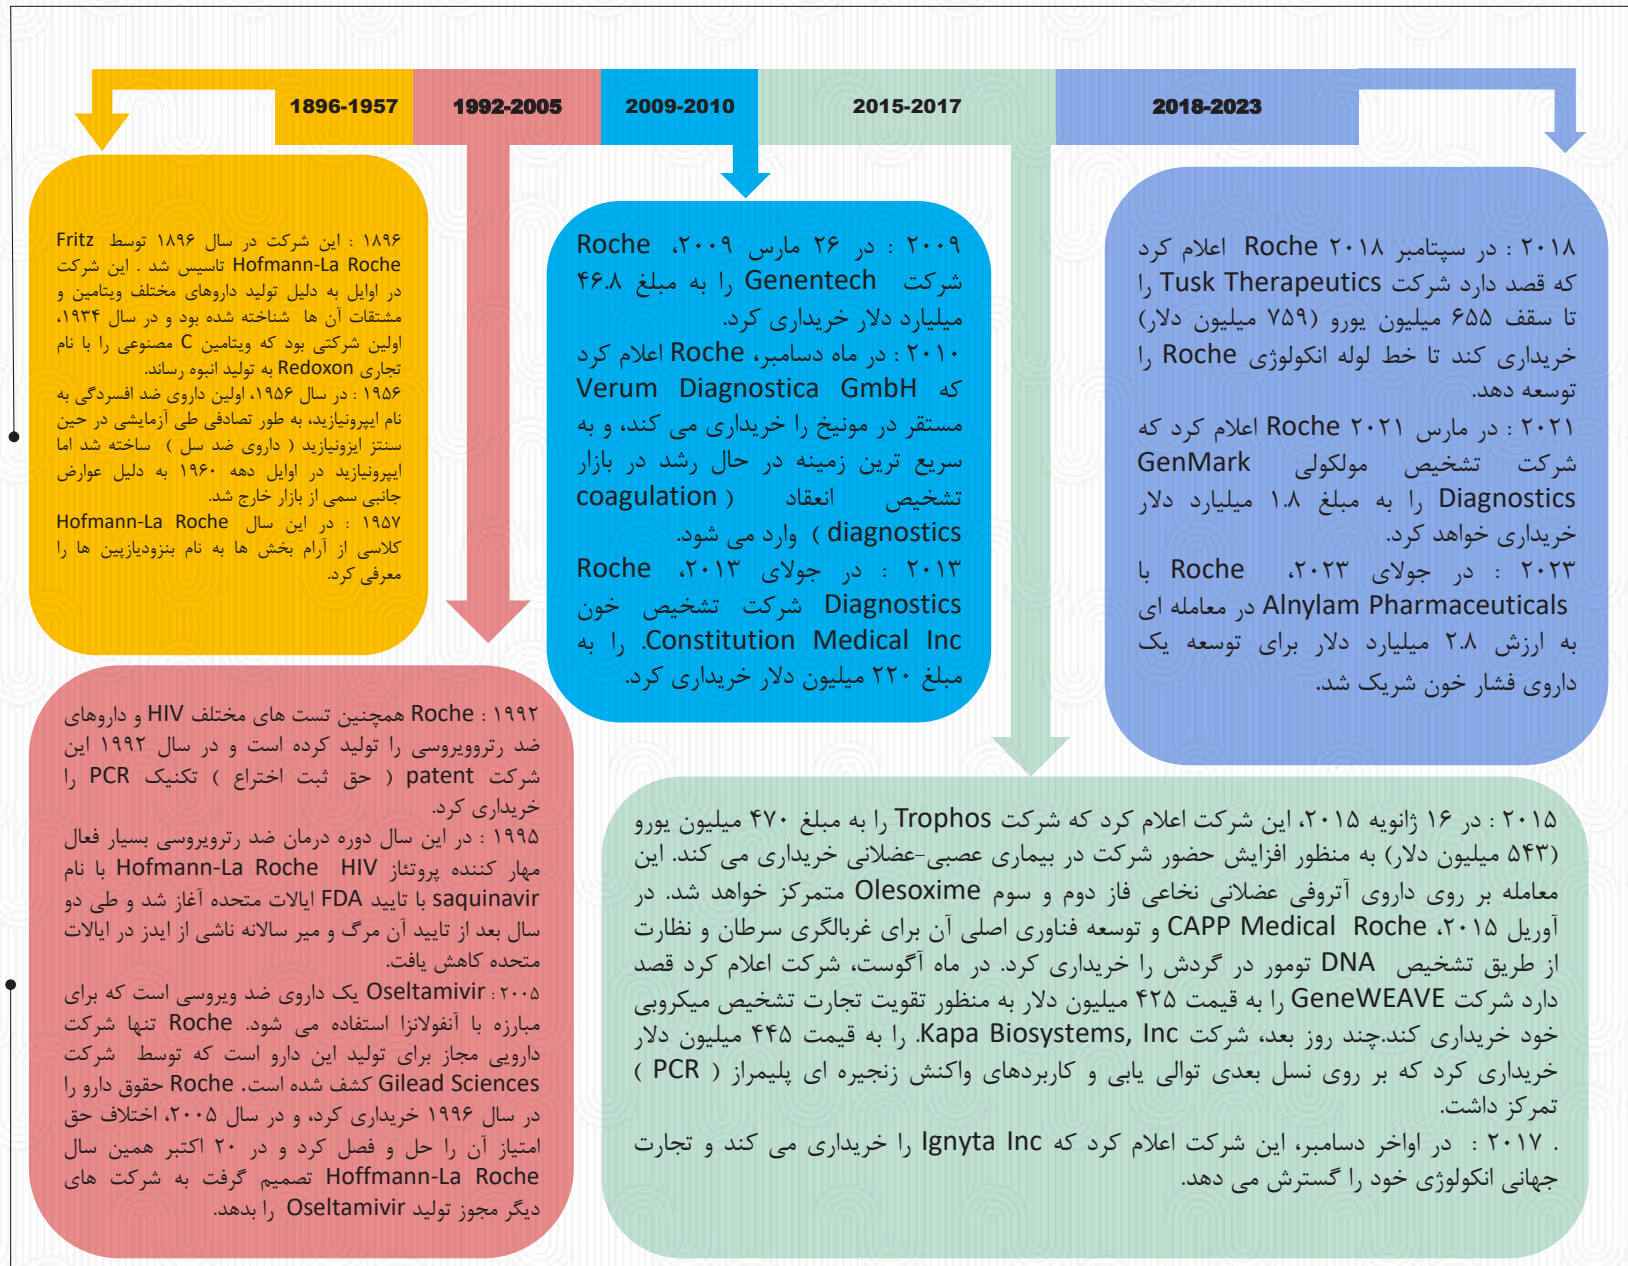 1896-1957
1992-2005
2009-2010
2015-2017
2018-2023
۱۸۹۶ : این شرکت در سال ۱۸۹۶ توسط Fritz
Hofmann-La Roche تاسیس شد . این شرکت
در اوایل به دلیل تولید داروهای مختلف ویتامین و
مشتقات آن ها شناخته شده بود و در سال ۱۹۳۴،
اولین شرکتی بود که ویتامین C مصنوعی را با نام
تجاری Redoxon به تولید انبوه رساند.
۱۹۵۶ : در سال ۱۹۵۶، اولین داروی ضد افسردگی به
نام ایپرونیازید، به طور تصادفی طی آزمایشی در حین
سنتز ایزونیازید ( داروی ضد سل ) ساخته شد اما
ایپرونیازید در اوایل دهه ۱۹۶۰ به دلیل عوارض
جانبی سمی از بازار خارج شد.
۱۹۵۷ : در این سال Hofmann-La Roche
کلاسی از آرام بخش ها به نام بنزودیازپین ها را
معرفی کرد.
۱۹۹۲ : Roche همچنین تست های مختلف HIV و داروهای
ضد رتروویروسی را تولید کرده است و در سال ۱۹۹۲ این
شرکت patent ( حق ثبت اختراع ) تکنیک PCR را
خریداری کرد.
۱۹۹۵ : در این سال دوره درمان ضد رترویروسی بسیار فعال
مهار کننده پروتئاز Hofmann-La Roche HIV با نام
saquinavir با تایید FDA ایالات متحده آغاز شد و طی دو
سال بعد از تایید آن مرگ و میر سالانه ناشی از ایدز در ایالات
متحده کاهش یافت.
۲۰۰۵ : Oseltamivir یک داروی ضد ویروسی است که برای
مبارزه با آنفولانزا استفاده می شود. Roche تنها شرکت
دارویی مجاز برای تولید این دارو است که توسط شرکت
Gilead Sciences کشف شده است. Roche حقوق دارو را
در سال ۱۹۹۶ خریداری کرد، و در سال ۲۰۰۵، اختلاف حق
امتیاز آن را حل و فصل کرد و در ۲۰ اکتبر همین سال
Hoffmann-La Roche تصمیم گرفت به شرکت های
دیگر مجوز تولید Oseltamivir را بدهد.
۲۰۰۹ : در ۲۶ مارس ۲۰۰۹، Roche
شرکت Genentech را به مبلغ ۴۶.۸
میلیارد دلار خریداری کرد.
۲۰۱۰ : در ماه دسامبر، Roche اعلام کرد
که Verum Diagnostica GmbH
مستقر در مونیخ را خریداری می کند، و به
سریع ترین زمینه در حال رشد در بازار
تشخیص انعقاد ( coagulation
diagnostics ) وارد می شود.
۲۰۱۳ : در جولای ۲۰۱۳، Roche
Diagnostics شرکت تشخیص خون
Constitution Medical Inc. را به
مبلغ ۲۲۰ میلیون دلار خریداری کرد.
۲۰۱۵ : در ۱۶ ژانویه ۲۰۱۵، این شرکت اعلام کرد که شرکت Trophos را به مبلغ ۴۷۰ میلیون یورو
(۵۴۳ میلیون دلار) به منظور افزایش حضور شرکت در بیماری عصبی-عضلانی خریداری می کند. این
معامله بر روی داروی آتروفی عضلانی نخاعی فاز دوم و سوم Olesoxime متمرکز خواهد شد. در
آوریل ۲۰۱۵، CAPP Medical Roche و توسعه فناوری اصلی آن برای غربالگری سرطان و نظارت
از طریق تشخیص DNA تومور در گردش را خریداری کرد. در ماه آگوست، شرکت اعلام کرد قصد
دارد شرکت GeneWEAVE را به قیمت ۴۲۵ میلیون دلار به منظور تقویت تجارت تشخیص میکروبی
خود خریداری کند.چند روز بعد، شرکت Kapa Biosystems, Inc. را به قیمت ۴۴۵ میلیون دلار
خریداری کرد که بر روی نسل بعدی توالی یابی و کاربردهای واکنش زنجیره ای پلیمراز ( PCR )
تمرکز داشت.
. ۲۰۱۷ : در اواخر دسامبر، این شرکت اعلام کرد که Ignyta Inc را خریداری می کند و تجارت
جهانی انکولوژی خود را گسترش می دهد.
۲۰۱۸ : در سپتامبر ۲۰۱۸ Roche اعلام کرد
که قصد دارد شرکت Tusk Therapeutics را
تا سقف ۶۵۵ میلیون یورو (۷۵۹ میلیون دلار)
خریداری کند تا خط لوله انکولوژی Roche را
توسعه دهد.
۲۰۲۱ : در مارس ۲۰۲۱ Roche اعلام کرد که
شرکت تشخیص مولکولی GenMark
Diagnostics را به مبلغ ۱.۸ میلیارد دلار
خریداری خواهد کرد.
۲۰۲۳ : در جولای ۲۰۲۳، Roche با
Alnylam Pharmaceuticals در معامله ای
به ارزش ۲.۸ میلیارد دلار برای توسعه یک
داروی فشار خون شریک شد.